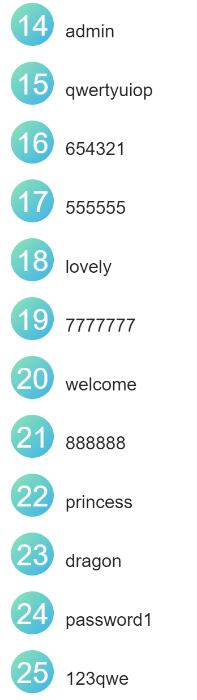 14 admin
15 qwertyuiop
16 654321
17 555555
18 lovely
19 7777777
20 welcome
21 888888
22 princess
23 dragon
24 password1
25 123qwe